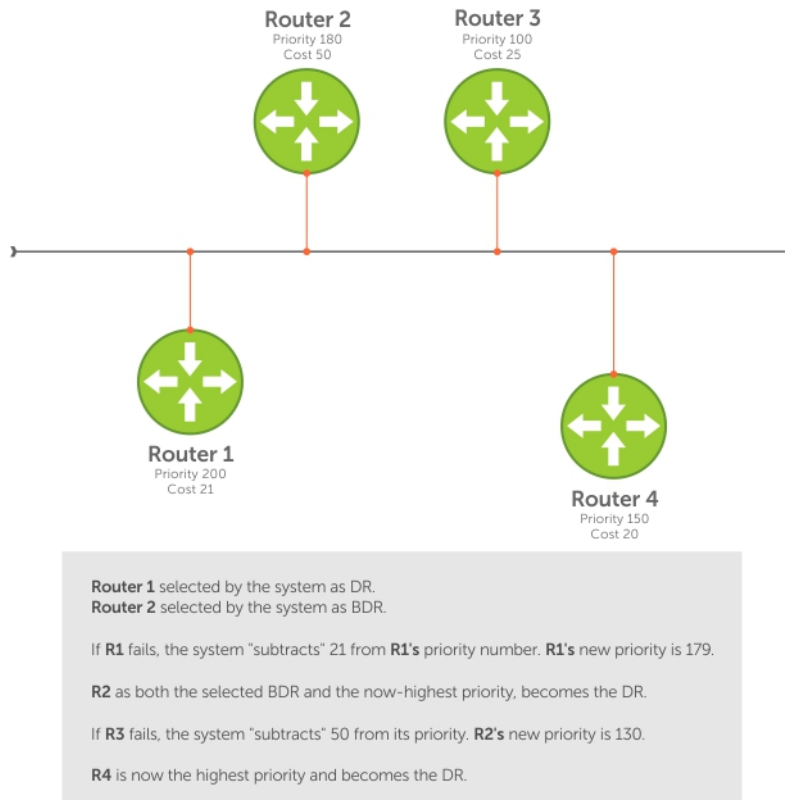 Router 2
Priority 180
Cost 50
Router 3
Priority 100
Cost 25
Router 1
Priority 200
Cost 21
Router 4
Priority 150
Cost 20
Router 1 selected by the system as DR.
Router 2 selected by the system as BDR.
If R1 fails, the system "subtracts" 21 from R1's priority number. R1's new priority is 179.
R2 as both the selected BDR and the now-highest priority, becomes the DR.
If R3 fails, the system "subtracts" 50 from its priority. R2's new priority is 130.
R4 is now the highest priority and becomes the DR.